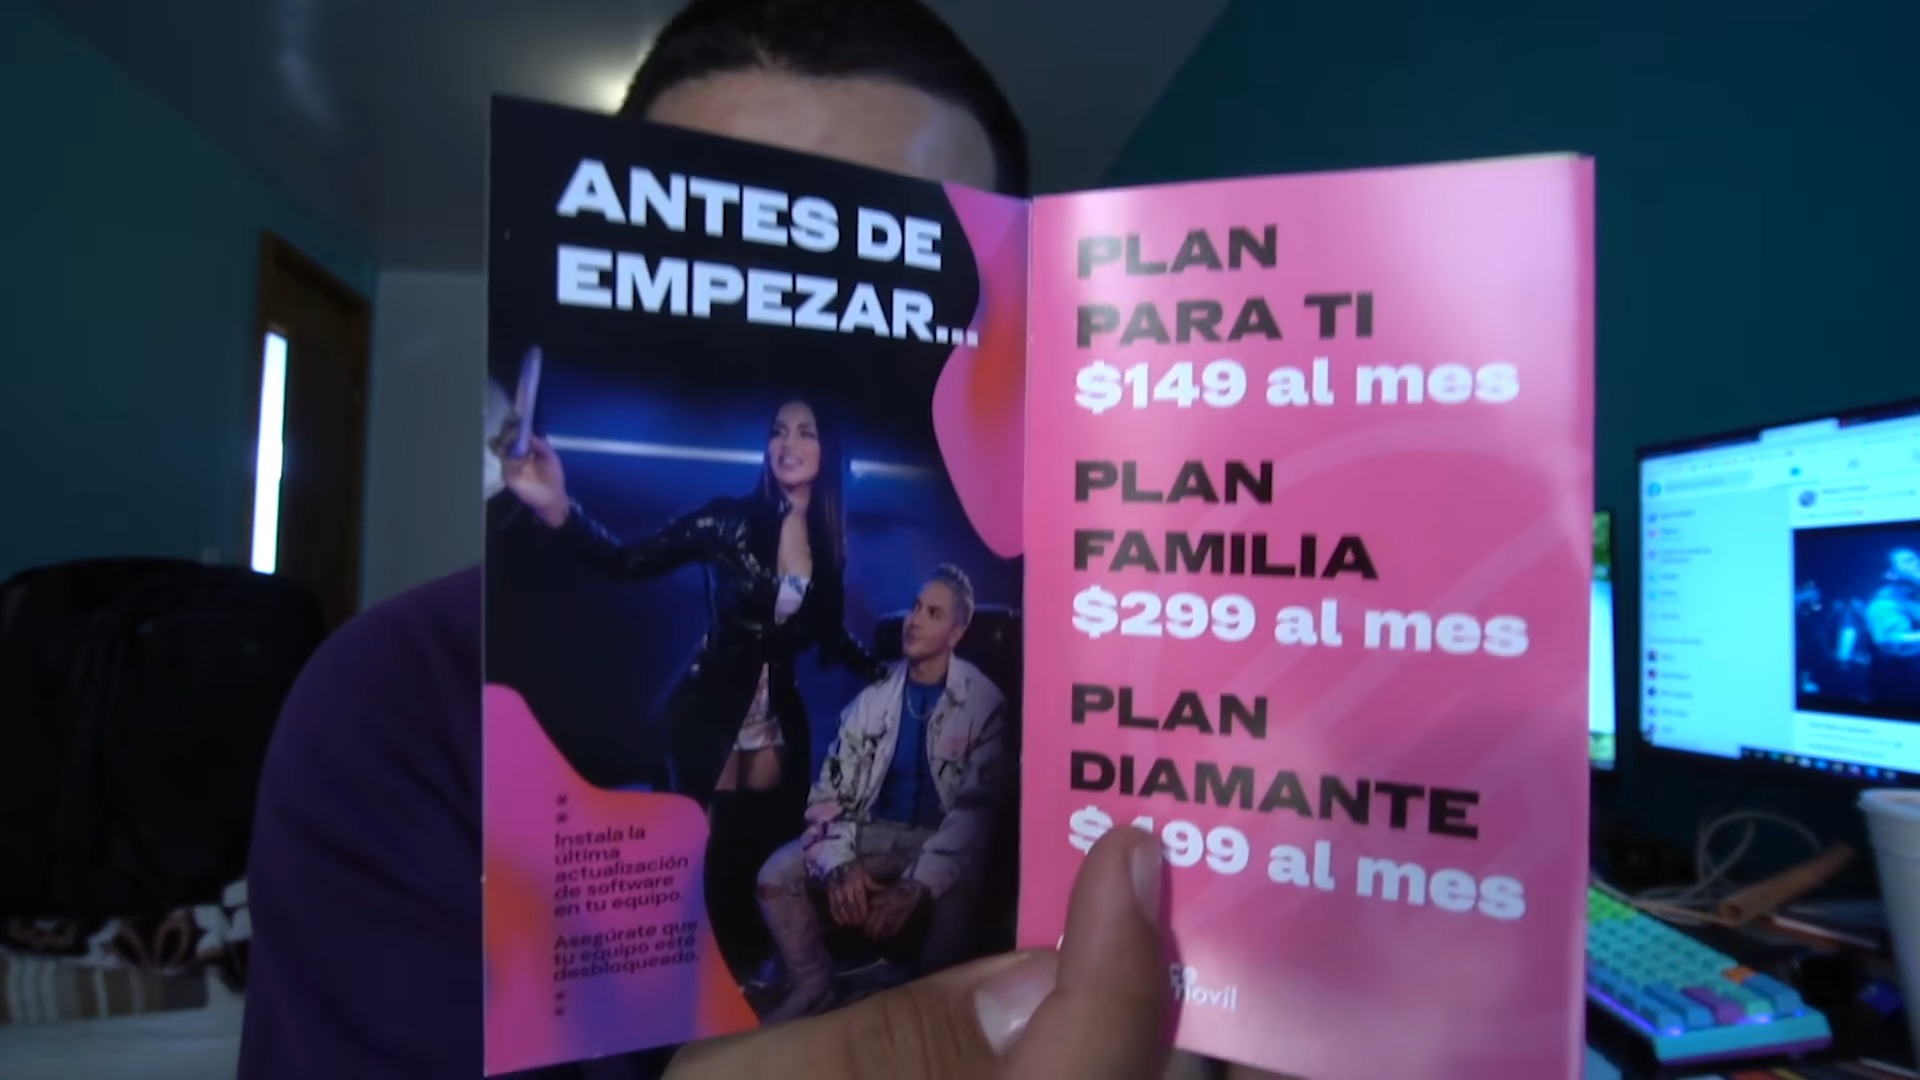 ANTES DE
EMPEZAR...
Instala la
última
actualización
de software
en tu equipo.
Asegúrate que
tu equipo esté
desbloqueado.
PLAN
PARA TI
$149 al mes
PLAN
FAMILIA
$299 al mes
PLAN
DIAMANTE
al mes
movil